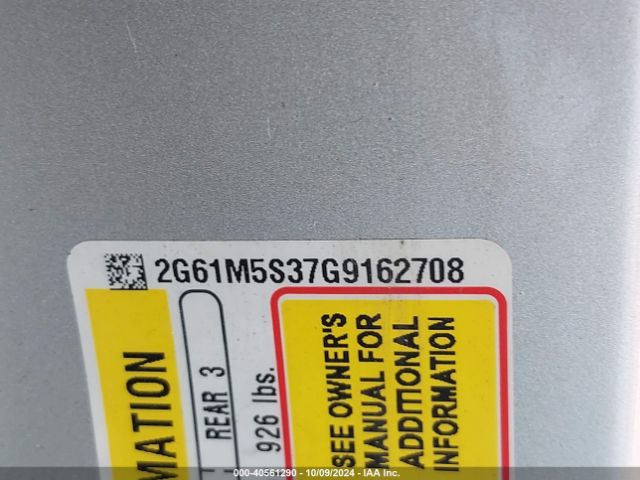 2G61M5S37G9162708
MATION
REAR 3
926 lbs.
SEE OWNER'S
MANUAL FOR
ADDITIONAL
INFORMATION
000-40561290 - 10/09/2024 - IAA Inc.